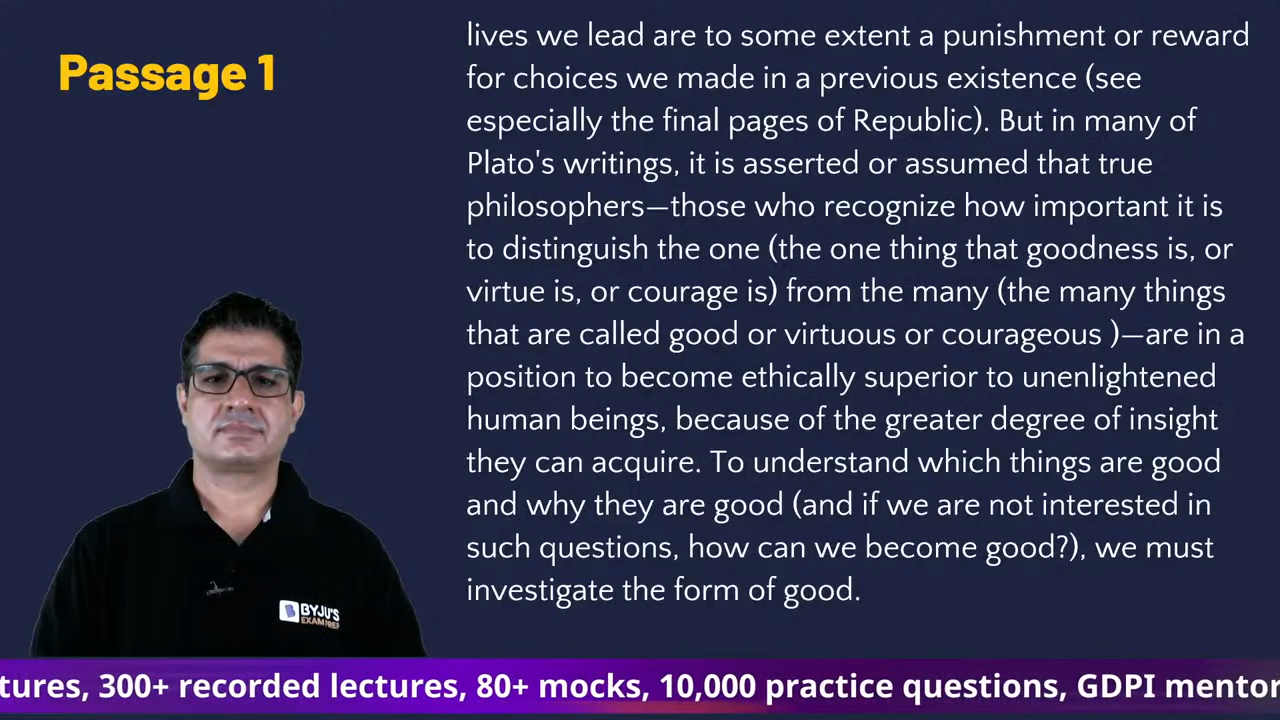 Passage 1
lives we lead are to some extent a punishment or reward
for choices we made in a previous existence (see
especially the final pages of Republic). But in many of
Plato's writings, it is asserted or assumed that true
philosophers—those who recognize how important it is
to distinguish the one (the one thing that goodness is, or
virtue is, or courage is) from the many (the many things
that are called good or virtuous or courageous )—are in a
position to become ethically superior to unenlightened
human beings, because of the greater degree of insight
they can acquire. To understand which things are good
and why they are good (and if we are not interested in
such questions, how can we become good?), we must
investigate the form of good.
BYJU'S
EXAM PREP
tures, 300+ recorded lectures, 80+ mocks, 10,000 practice questions, GDPI mentor